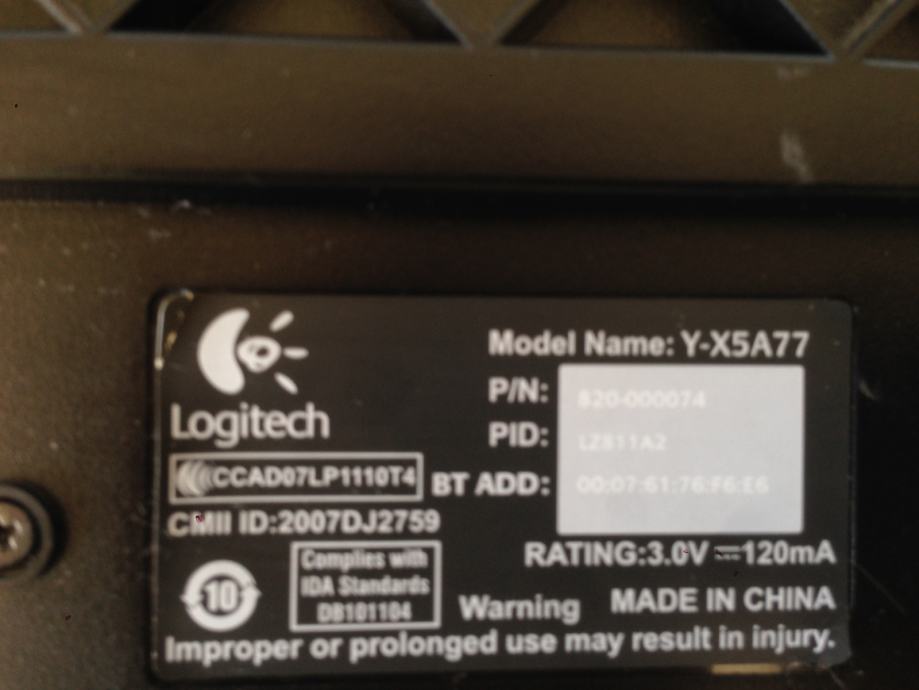 Logitech
Model Name: Y-X5A77
P/N: 820-000074
PID: LZ811A2
BT ADD: 00:07:61:76:F6:E6
CCAD07LP1110T4
CMII ID:2007DJ2759
RATING:3.0V ⎓120mA
10
Complies with
IDA Standards
DB101104
Warning
MADE IN CHINA
Improper or prolonged use may result in injury.